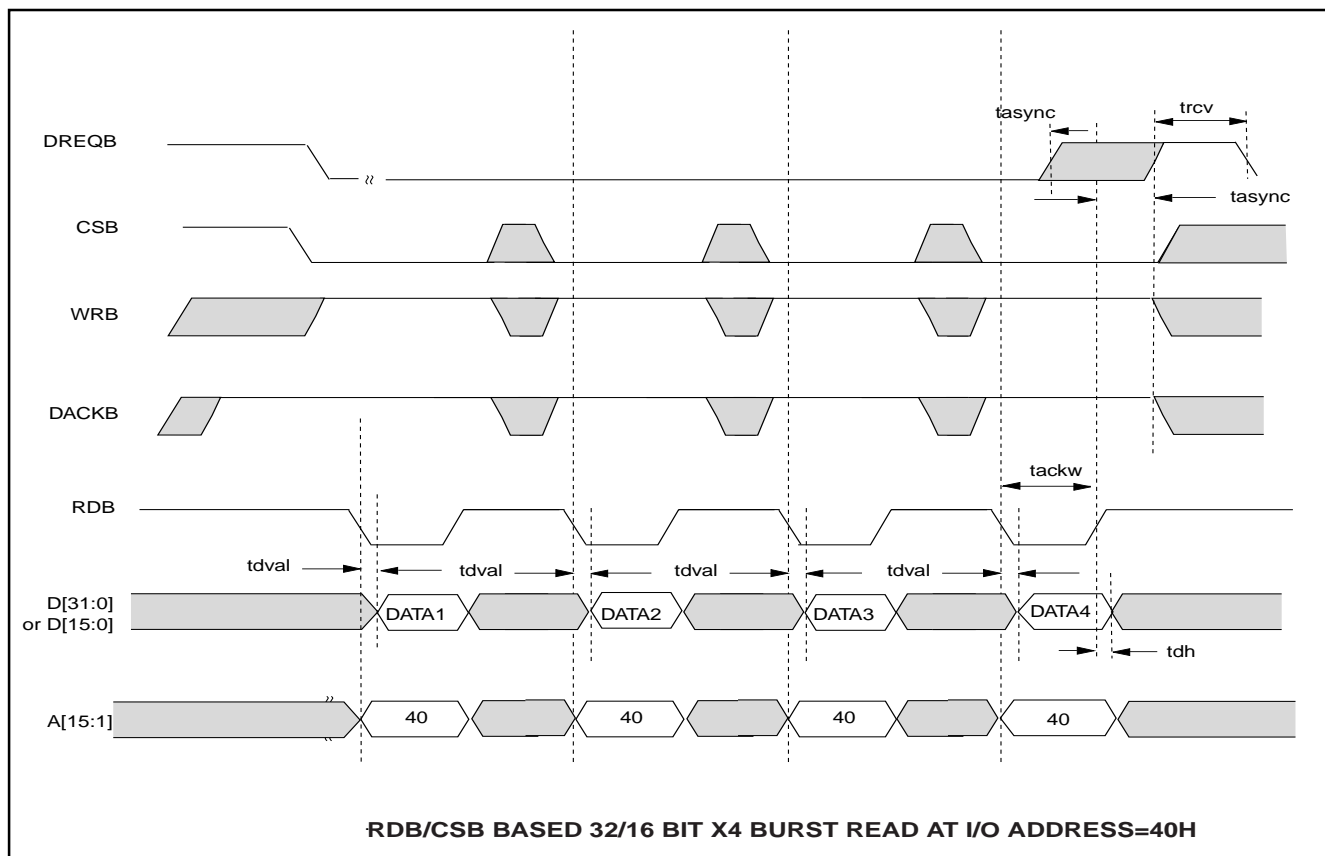 tasync
trcv
DREQB
tasync
CSB
WRB
DACKB
tackw
RDB
tdval
tdval
tdval
tdval
D[31:0]
or D[15:0]
DATA1
DATA2
DATA3
DATA4
tdh
A[15:1]
40
40
40
40
RDB/CSB BASED 32/16 BIT X4 BURST READ AT I/O ADDRESS=40H